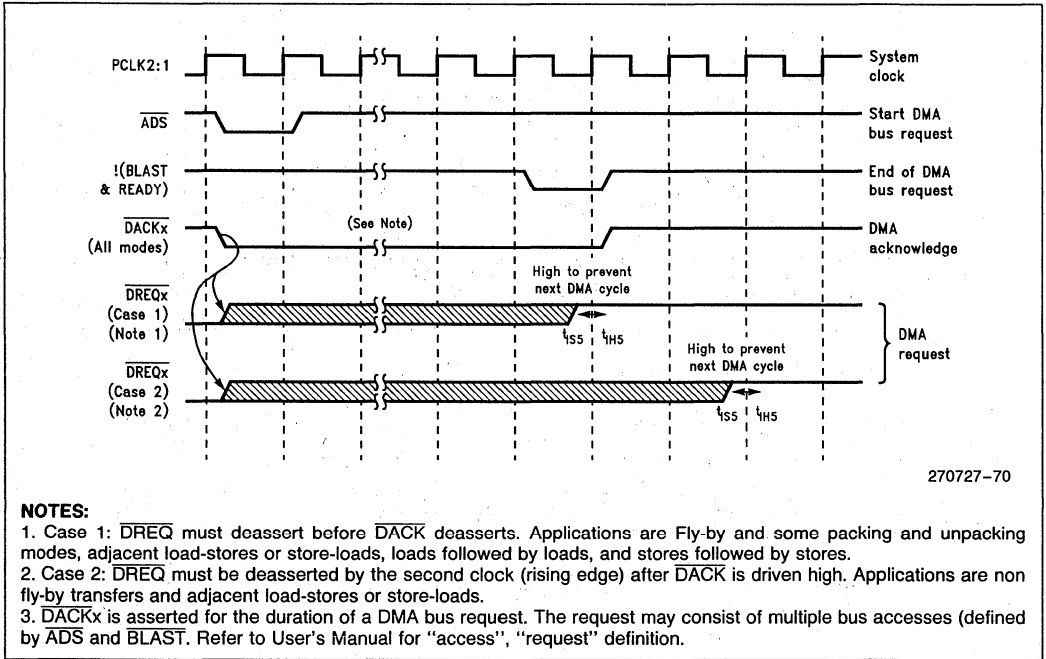 PCLK2:1
System
clock
ADS
Start DMA
bus request
!(BLAST
& READY)
End of DMA
bus request
DACKx
(All modes)
(See Note)
DMA
acknowledge
High to prevent
next DMA cycle
DREQx
(Case 1)
(Note 1)
tIS5
tIH5
DMA
request
High to prevent
next DMA cycle
DREQx
(Case 2)
(Note 2)
tIS5
tIH5
270727–70
NOTES:
1. Case 1: DREQ must deassert before DACK deasserts. Applications are Fly-by and some packing and unpacking
modes, adjacent load-stores or store-loads, loads followed by loads, and stores followed by stores.
2. Case 2: DREQ must be deasserted by the second clock (rising edge) after DACK is driven high. Applications are non
fly-by transfers and adjacent load-stores or store-loads.
3. DACKx is asserted for the duration of a DMA bus request. The request may consist of multiple bus accesses (defined
by ADS and BLAST. Refer to User's Manual for "access", "request" definition.